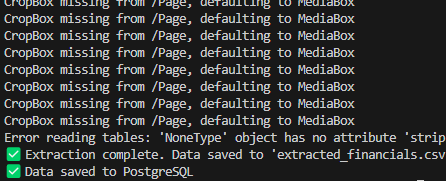 CropBox missing from /Page, defaulting to MediaBox
CropBox missing from /Page, defaulting to MediaBox
CropBox missing from /Page, defaulting to MediaBox
CropBox missing from /Page, defaulting to MediaBox
CropBox missing from /Page, defaulting to MediaBox
CropBox missing from /Page, defaulting to MediaBox
CropBox missing from /Page, defaulting to MediaBox
CropBox missing from /Page, defaulting to MediaBox
Error reading tables: 'NoneType' object has no attribute 'strip
✅ Extraction complete. Data saved to 'extracted_financials.csv
✅ Data saved to PostgreSQL